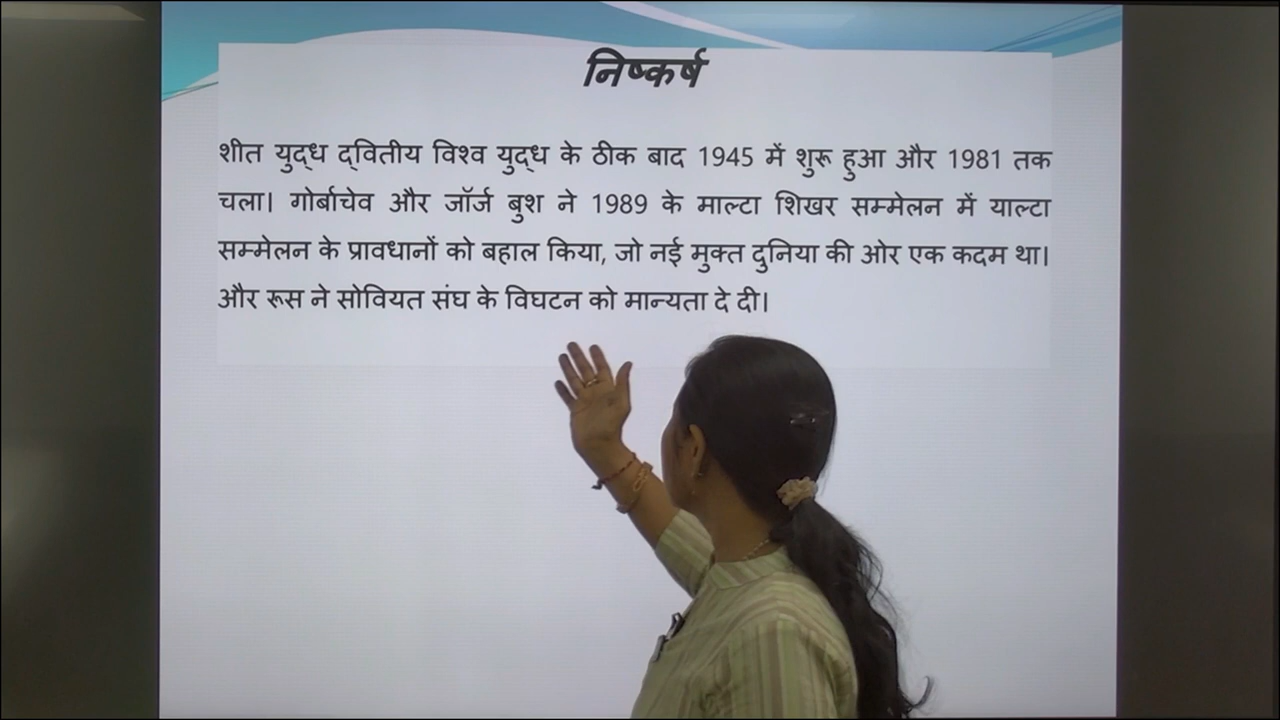 निष्कर्ष
शीत युद्ध द्वितीय विश्व युद्ध के ठीक बाद 1945 में शुरू हुआ और 1981 तक
चला। गोर्बाचेव और जॉर्ज बुश ने 1989 के माल्टा शिखर सम्मेलन में याल्टा
सम्मेलन के प्रावधानों को बहाल किया, जो नई मुक्त दुनिया की ओर एक कदम था।
और रूस ने सोवियत संघ के विघटन को मान्यता दे दी।